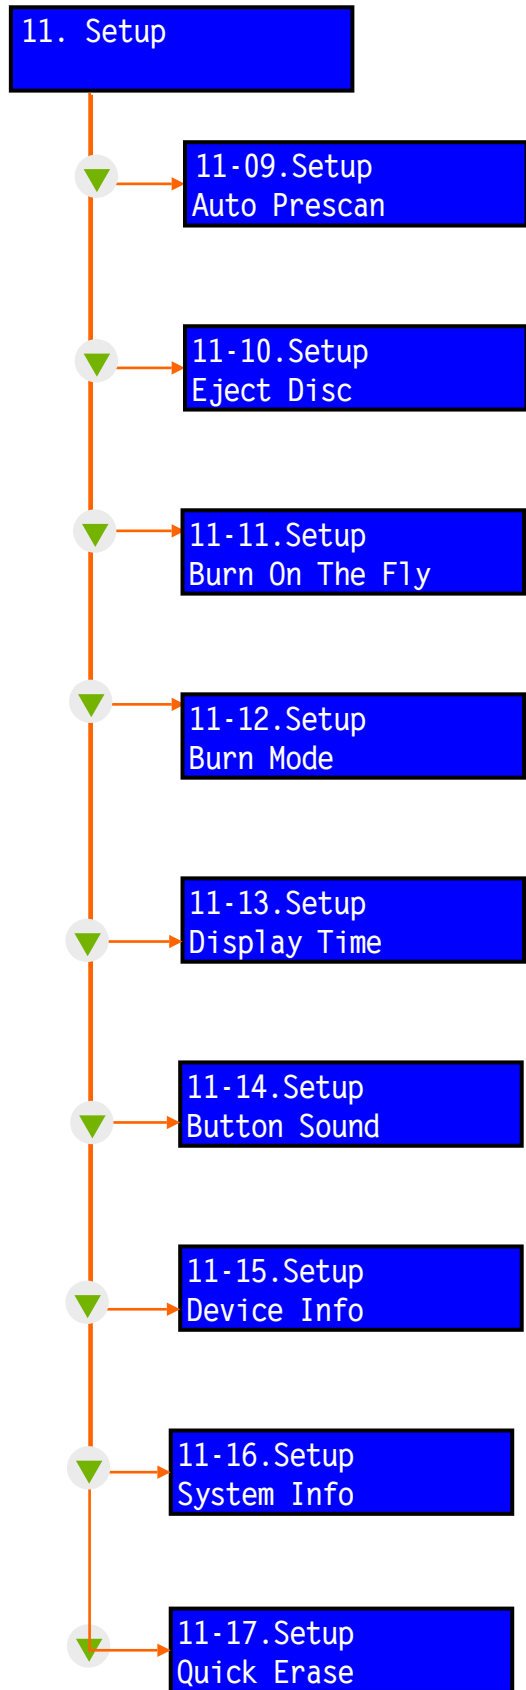 11. Setup
11-09.Setup
Auto Prescan
11-10.Setup
Eject Disc
11-11.Setup
Burn On The Fly
11-12.Setup
Burn Mode
11-13.Setup
Display Time
11-14.Setup
Button Sound
11-15.Setup
Device Info
11-16.Setup
System Info
11-17.Setup
Quick Erase